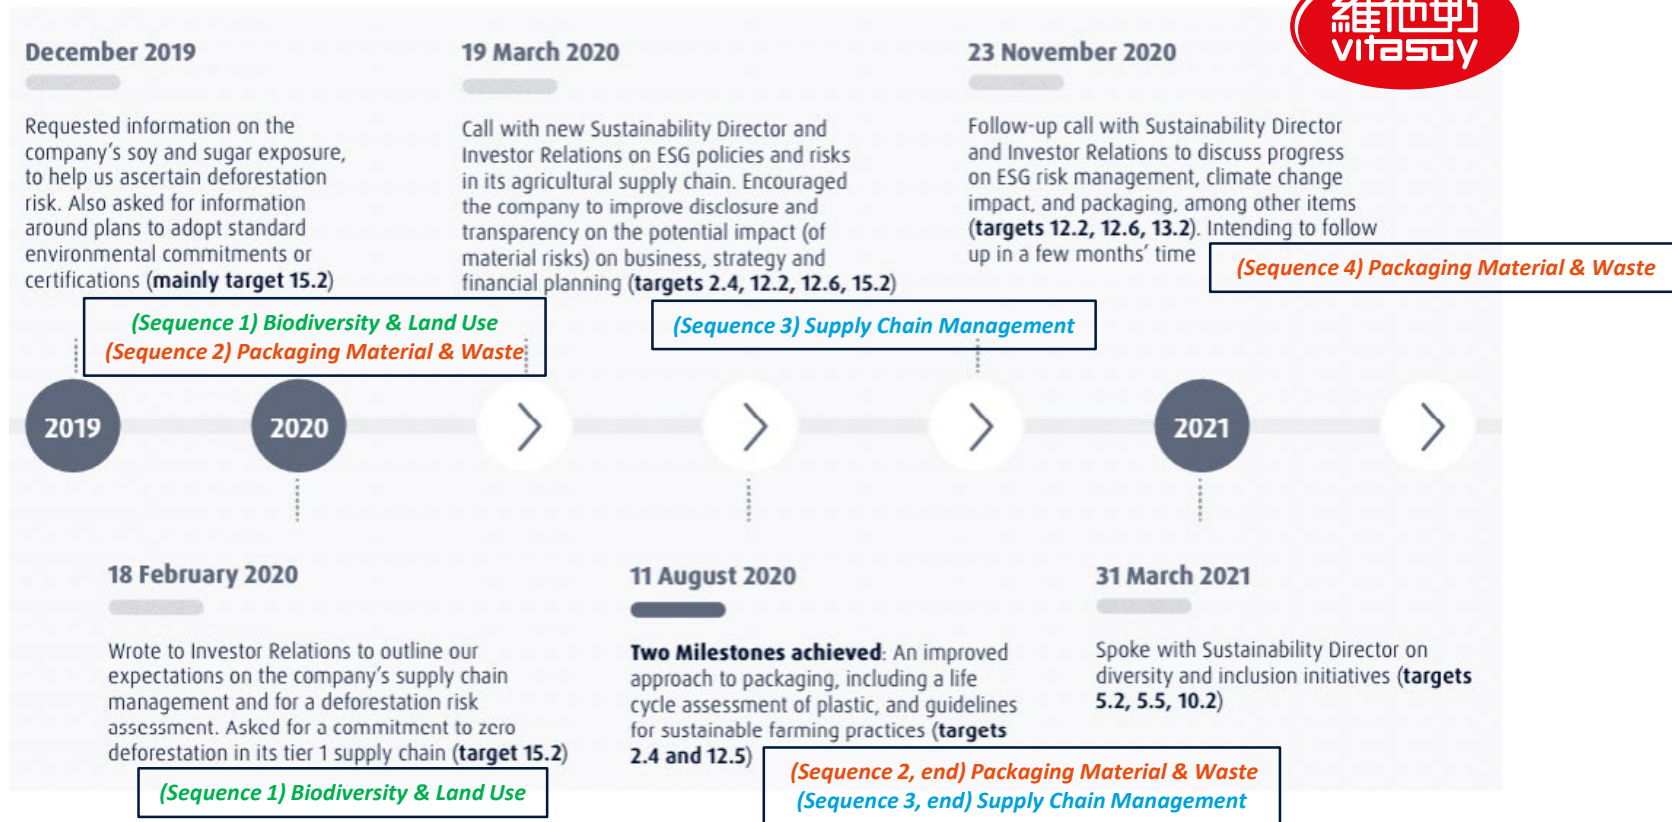 維他奶
vitasoy
December 2019
Requested information on the
company's soy and sugar exposure,
to help us ascertain deforestation
risk. Also asked for information
around plans to adopt standard
environmental commitments or
certifications (mainly target 15.2)
(Sequence 1) Biodiversity & Land Use
(Sequence 2) Packaging Material & Waste
19 March 2020
Call with new Sustainability Director and
Investor Relations on ESG policies and risks
in its agricultural supply chain. Encouraged
the company to improve disclosure and
transparency on the potential impact (of
material risks) on business, strategy and
financial planning (targets 2.4, 12.2, 12.6, 15.2)
(Sequence 3) Supply Chain Management
23 November 2020
Follow-up call with Sustainability Director
and Investor Relations to discuss progress
on ESG risk management, climate change
impact, and packaging, among other items
(targets 12.2, 12.6, 13.2). Intending to follow
up in a few months' time
(Sequence 4) Packaging Material & Waste
2019
2020
2021
18 February 2020
Wrote to Investor Relations to outline our
expectations on the company's supply chain
management and for a deforestation risk
assessment. Asked for a commitment to zero
deforestation in its tier 1 supply chain (target 15.2)
(Sequence 1) Biodiversity & Land Use
11 August 2020
Two Milestones achieved: An improved
approach to packaging, including a life
cycle assessment of plastic, and guidelines
for sustainable farming practices (targets
2.4 and 12.5)
(Sequence 2, end) Packaging Material & Waste
(Sequence 3, end) Supply Chain Management
31 March 2021
Spoke with Sustainability Director on
diversity and inclusion initiatives (targets
5.2, 5.5, 10.2)